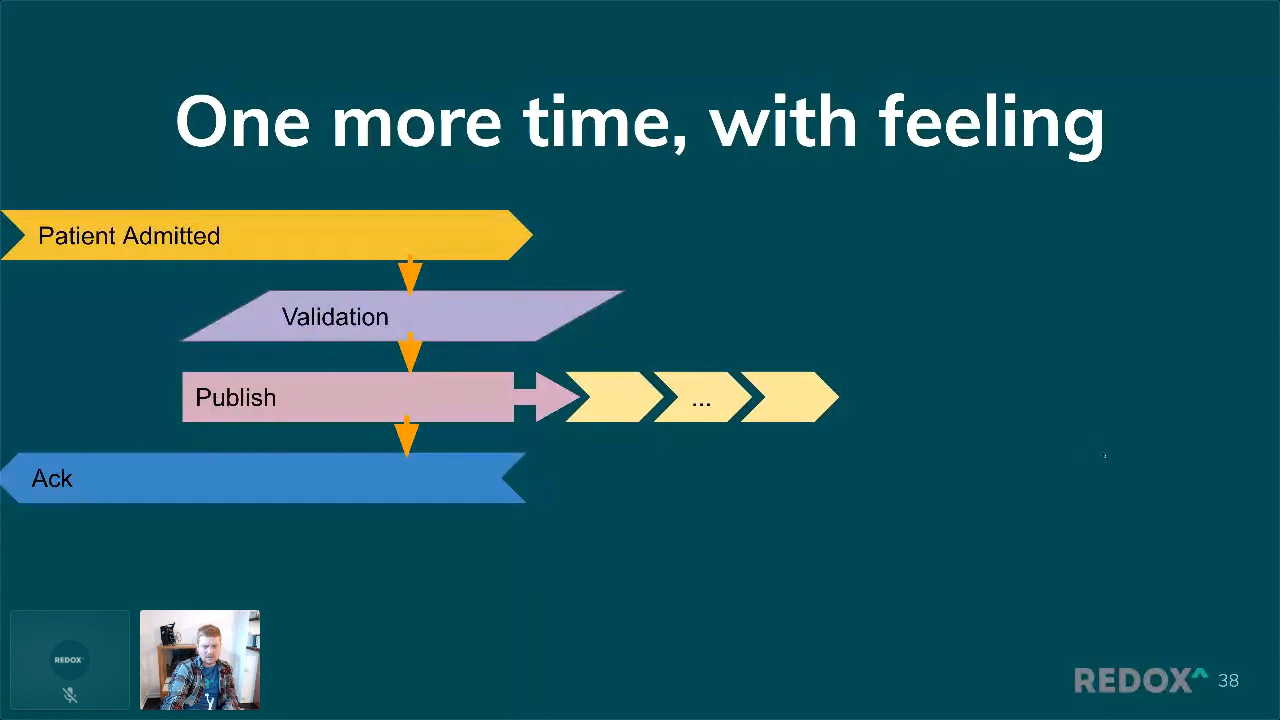 One more time, with feeling
Patient Admitted
Validation
Publish
...
Ack
REDOX
REDOX^ 38